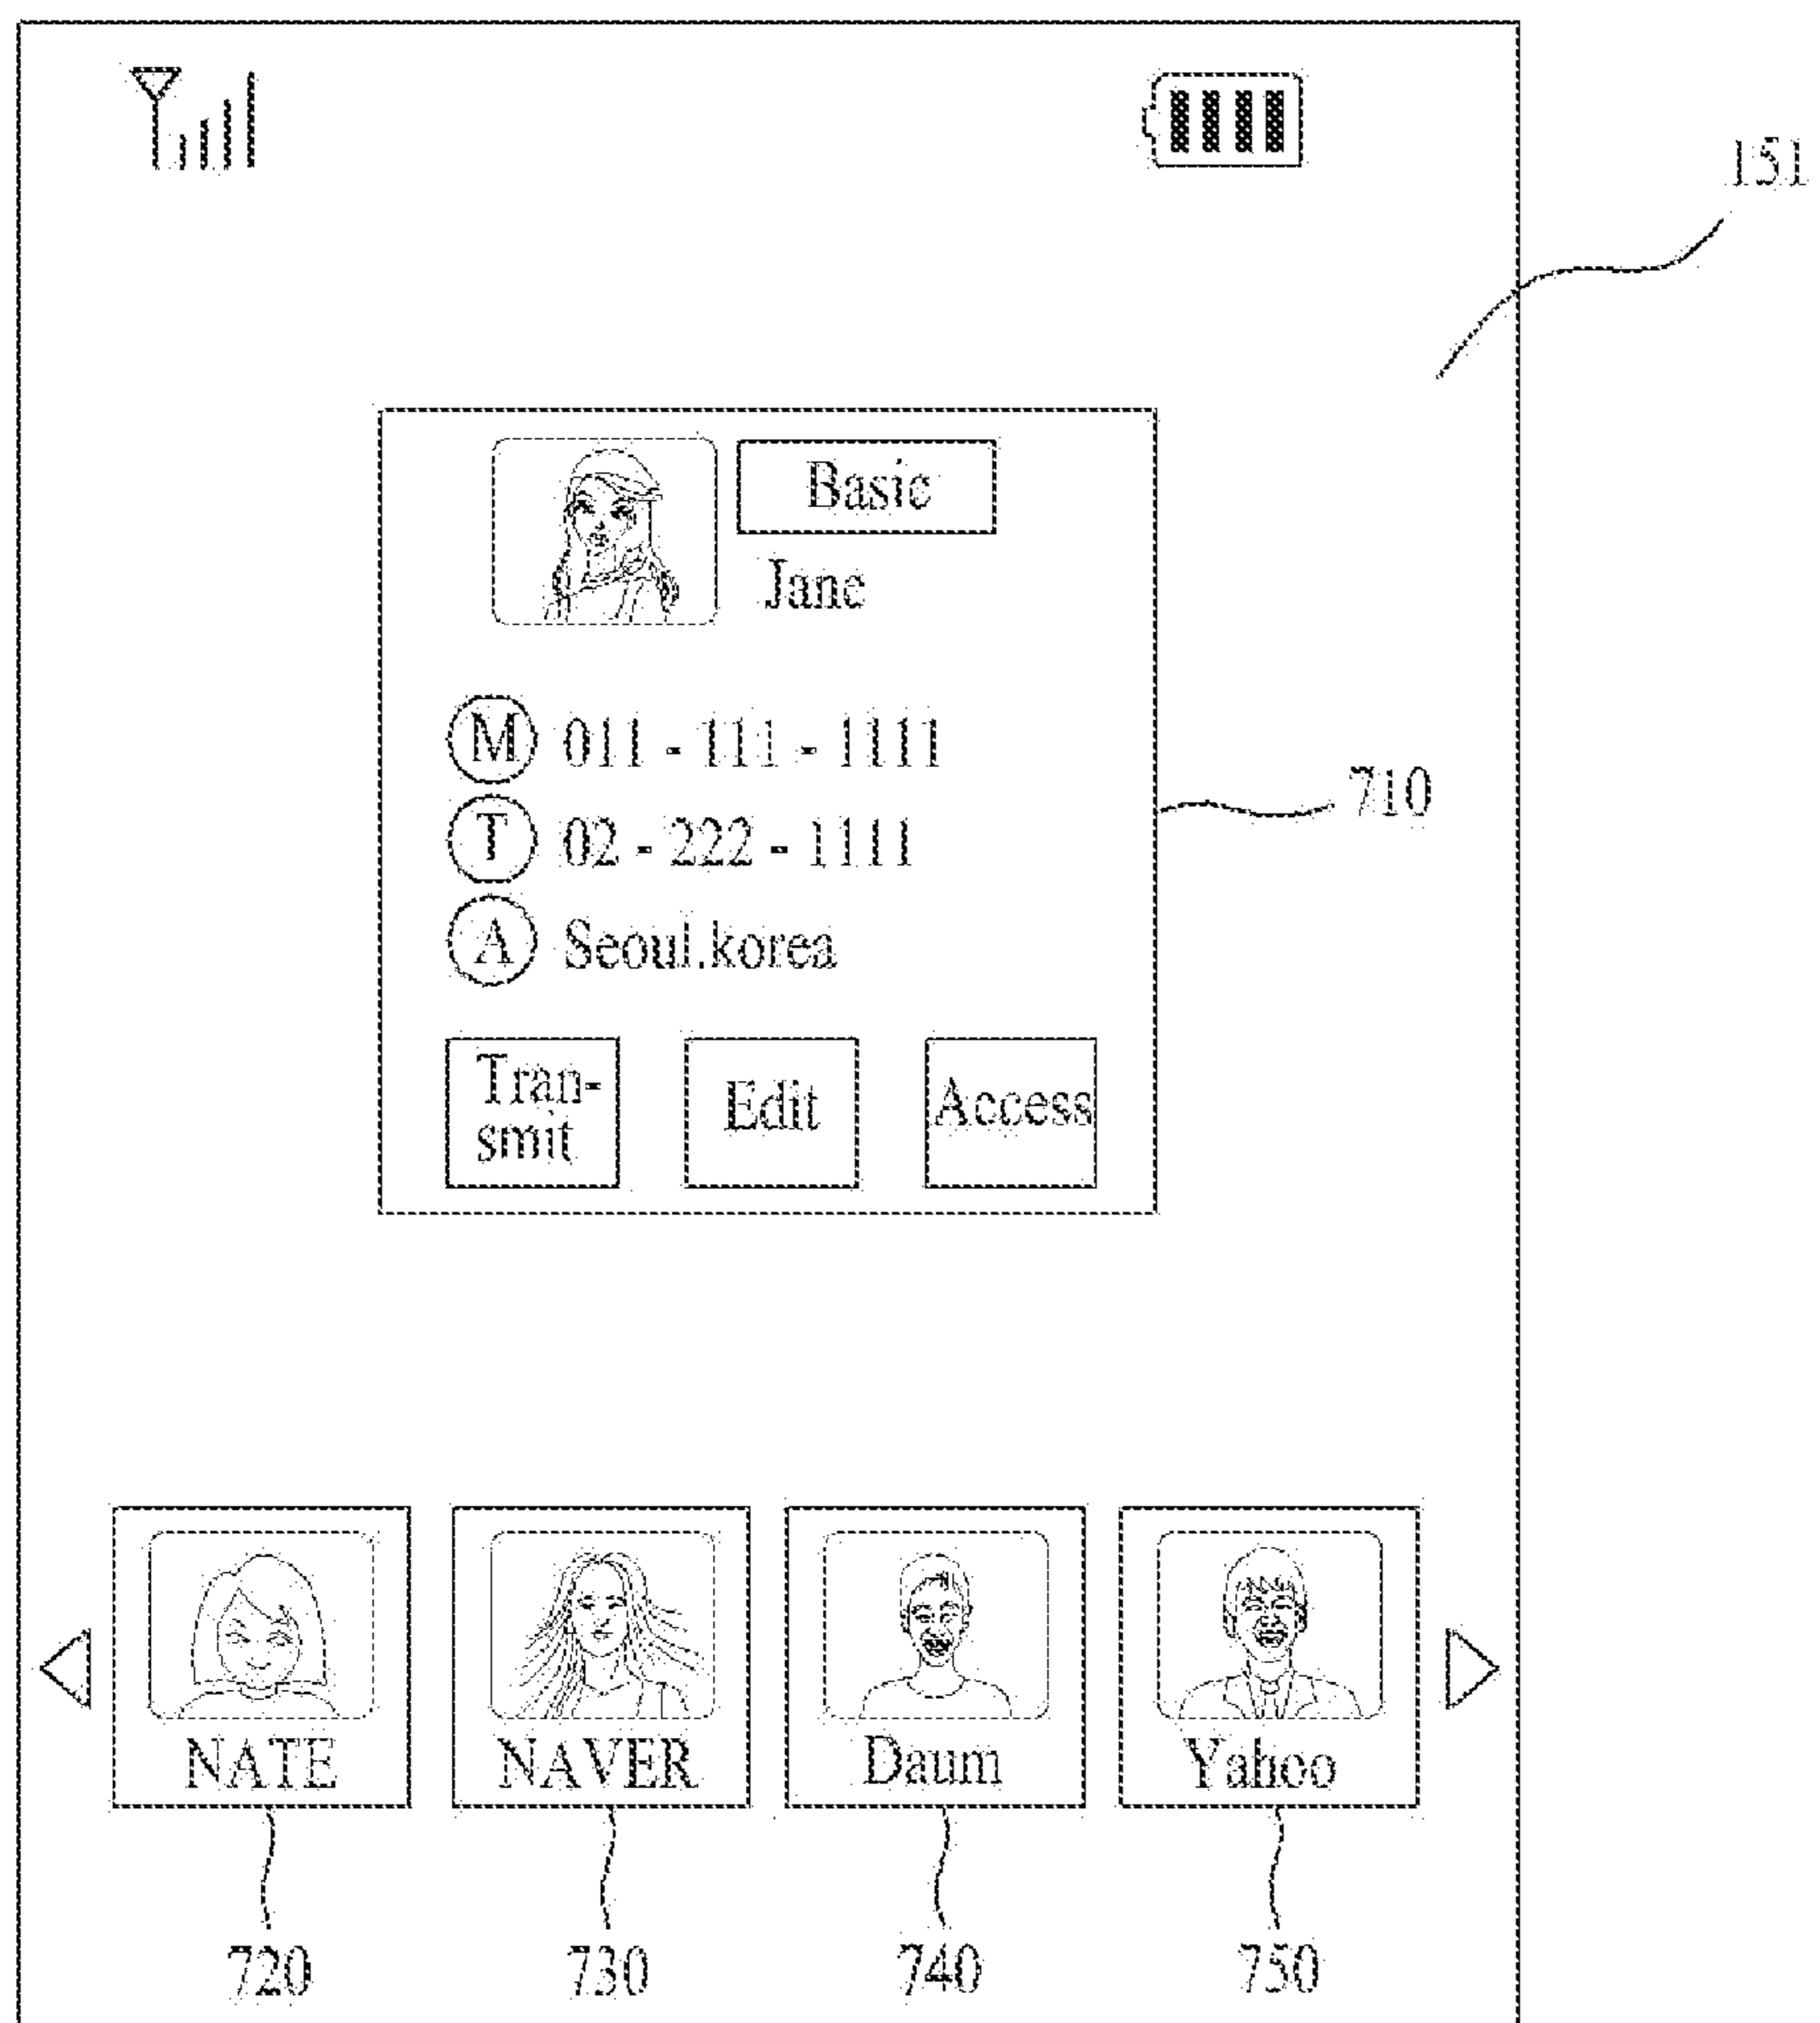 151
Basic
Jane
M 011 - 111 - 1111
710
T 02 - 222 - 1111
A Seoul.korea
Tran-
smit
Edit
Access
NATE
NAVER
Daum
Yahoo
720
730
740
750